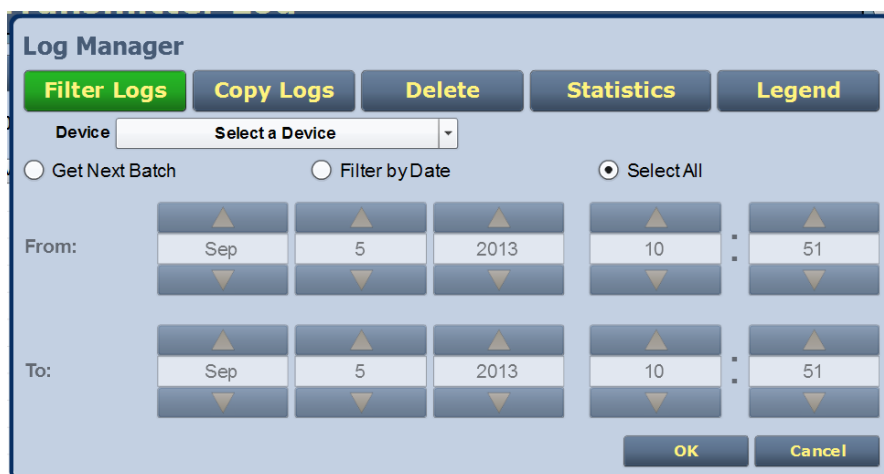 Log Manager
Filter Logs Copy Logs Delete Statistics Legend
Device Select a Device
Get Next Batch Filter by Date Select All
From: Sep 5 2013 10 : 51
To: Sep 5 2013 10 : 51
OK Cancel